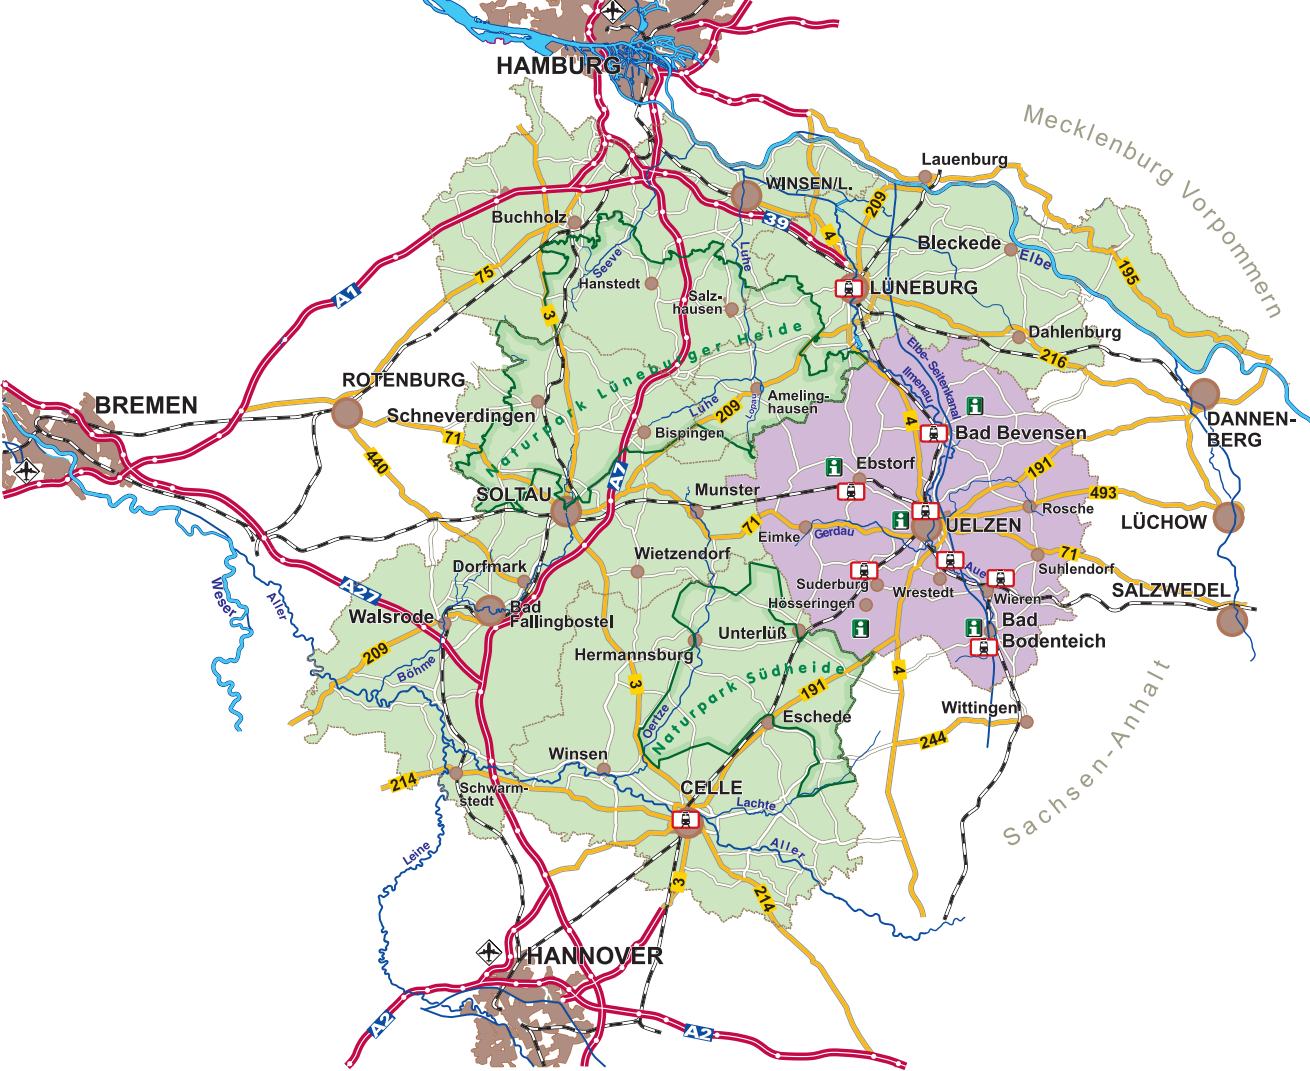 HAMBURG
Mecklenburg Vorpommern
Lauenburg
WINSEN/L.
209
39
4
Buchholz
Bleckede
Elbe
195
Seeve
Luhe
75
Hanstedt
Salz-
hausen
LÜNEBURG
A1
3
Dahlenburg
216
Naturpark Lüneburger Heide
Elbe-Seitenkanal
Ilmenau
ROTENBURG
BREMEN
Schneverdingen
Ameling-
hausen
Luhe
Lopau
209
4
DANNEN-
BERG
71
Bispingen
Bad Bevensen
440
A7
Ebstorf
191
SOLTAU
Munster
493
Rosche
LÜCHOW
71
Eimke
Gerdau
UELZEN
Wietzendorf
71
Suhlendorf
Dorfmark
Aue
Suderburg
Wrestedt
Wieren
SALZWEDEL
A27
Weser
Aller
Hösseringen
Walsrode
Bad
Fallingbostel
Bad
Bodenteich
Unterlüß
209
Böhme
Hermannsburg
Naturpark Südheide
4
3
191
Oertze
Eschede
Wittingen
244
Sachsen-Anhalt
Winsen
214
Schwarm-
stedt
CELLE
Lachte
Leine
Aller
3
214
HANNOVER
A2
A2